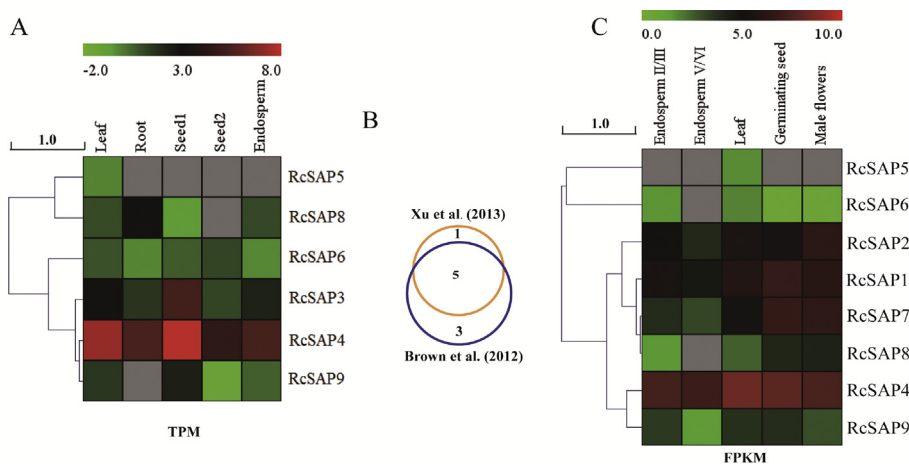 A
-2.0 3.0 8.0
1.0
Leaf
Root
Seed1
Seed2
Endosperm
RcSAP5
RcSAP8
RcSAP6
RcSAP3
RcSAP4
RcSAP9
TPM
B
Xu et al. (2013)
1
5
3
Brown et al. (2012)
C
0.0 5.0 10.0
1.0
Endosperm II/III
Endosperm V/VI
Leaf
Germinating seed
Male flowers
RcSAP5
RcSAP6
RcSAP2
RcSAP1
RcSAP7
RcSAP8
RcSAP4
RcSAP9
FPKM